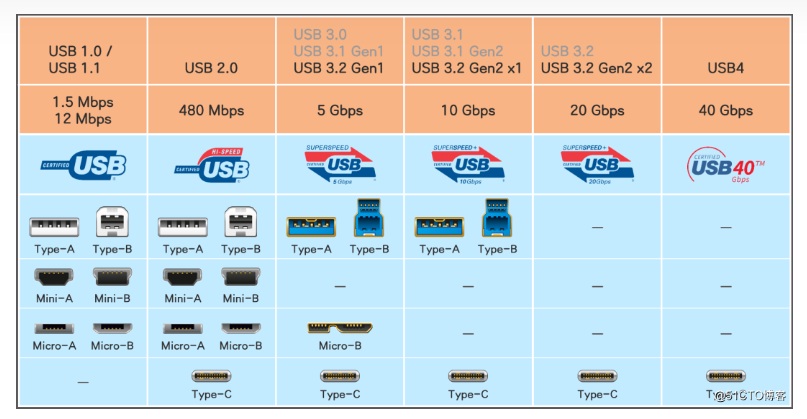 USB 1.0 /
USB 1.1
USB 2.0
USB 3.0
USB 3.1 Gen1
USB 3.2 Gen1
USB 3.1
USB 3.1 Gen2
USB 3.2 Gen2 x1
USB 3.2
USB 3.2 Gen2 x2
USB4
1.5 Mbps
12 Mbps
480 Mbps
5 Gbps
10 Gbps
20 Gbps
40 Gbps
CERTIFIED USB
HI-SPEED
CERTIFIED USB
SUPERSPEED
CERTIFIED USB
5Gbps
SUPERSPEED+
CERTIFIED USB
10Gbps
SUPERSPEED+
CERTIFIED USB
20Gbps
CERTIFIED
USB40™
Gbps
Type-A Type-B Type-A Type-B Type-A Type-B Type-A Type-B — —
Mini-A Mini-B Mini-A Mini-B — — — —
Micro-A Micro-B Micro-A Micro-B Micro-B — — —
— Type-C Type-C Type-C Type-C Type-C
@51CTO博客